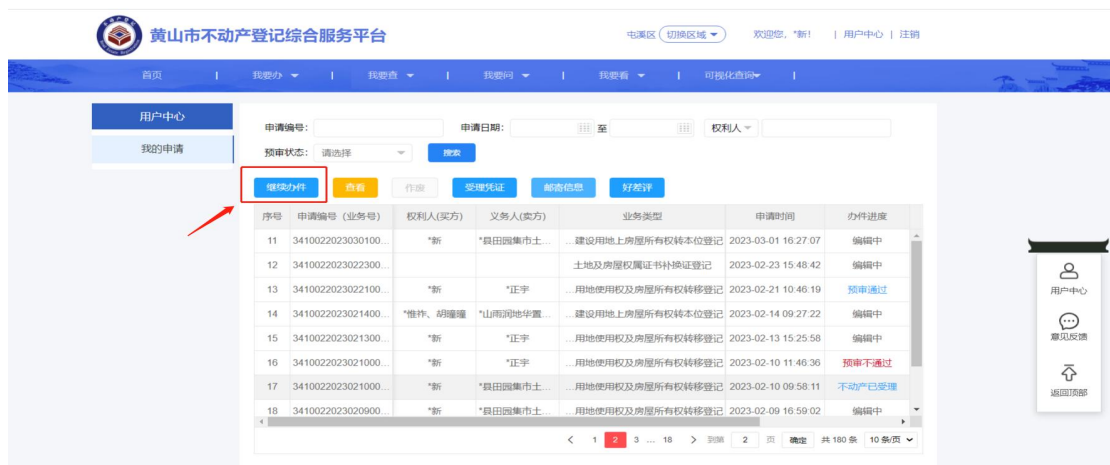 黄山市不动产登记综合服务平台
屯溪区 切换区域 欢迎您，*新！ | 用户中心 | 注销
首页 | 我要办 | 我要查 | 我要问 | 我要看 | 可视化查询 |
用户中心
我的申请
申请编号： 申请日期： 至 权利人
预审状态： 请选择 搜索
继续办件 查看 作废 受理凭证 邮寄信息 好差评
序号 申请编号（业务号） 权利人(买方) 义务人(卖方) 业务类型 申请时间 办件进度
11 3410022023030100... *新 *县田园集市土... ...建设用地上房屋所有权转本位登记 2023-03-01 16:27:07 编辑中
12 3410022023022300... 土地及房屋权属证书补换证登记 2023-02-23 15:48:42 编辑中
13 3410022023022100... *新 *正宇 ...用地使用权及房屋所有权转移登记 2023-02-21 10:46:19 预审通过
14 3410022023021400... *惟祚、胡瞳瞳 *山雨润地华置... ...建设用地上房屋所有权转本位登记 2023-02-14 09:27:22 编辑中
15 3410022023021300... *新 *正宇 ...用地使用权及房屋所有权转移登记 2023-02-13 15:25:58 编辑中
16 3410022023021000... *新 *正宇 ...用地使用权及房屋所有权转移登记 2023-02-10 11:46:36 预审不通过
17 3410022023021000... *新 *县田园集市土... ...用地使用权及房屋所有权转移登记 2023-02-10 09:58:11 不动产已受理
18 3410022023020900... *新 *县田园集市土... ...用地使用权及房屋所有权转移登记 2023-02-09 16:59:02 编辑中
1 2 3 ... 18 到第 2 页 确定 共 180 条 10 条/页
用户中心
意见反馈
返回顶部